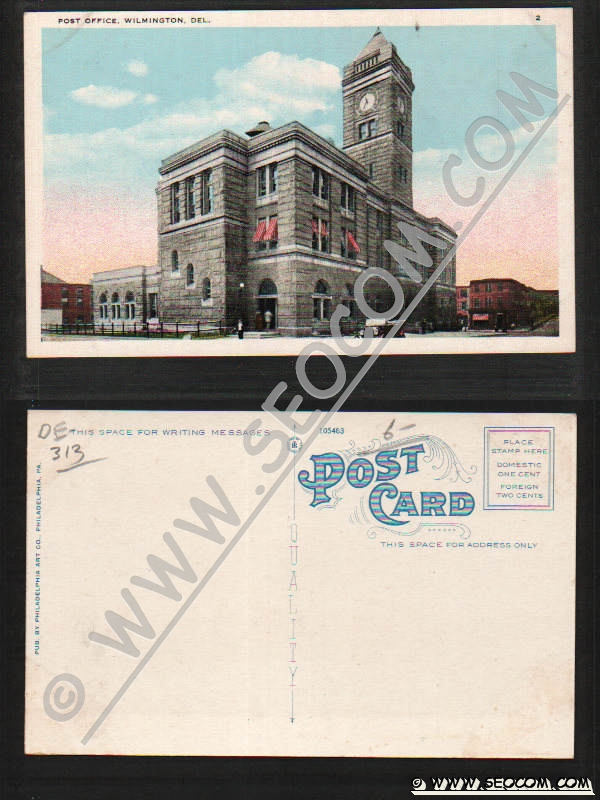 POST OFFICE, WILMINGTON, DEL.
2
© WWW.SEOCOM.COM
DE
313
THIS SPACE FOR WRITING MESSAGES
105463
6-
POST CARD
PLACE
STAMP HERE
DOMESTIC
ONE CENT
FOREIGN
TWO CENTS
THIS SPACE FOR ADDRESS ONLY
QUALITY
PUB. BY PHILADELPHIA ART CO., PHILADELPHIA, PA.
© WWW.SEOCOM.COM